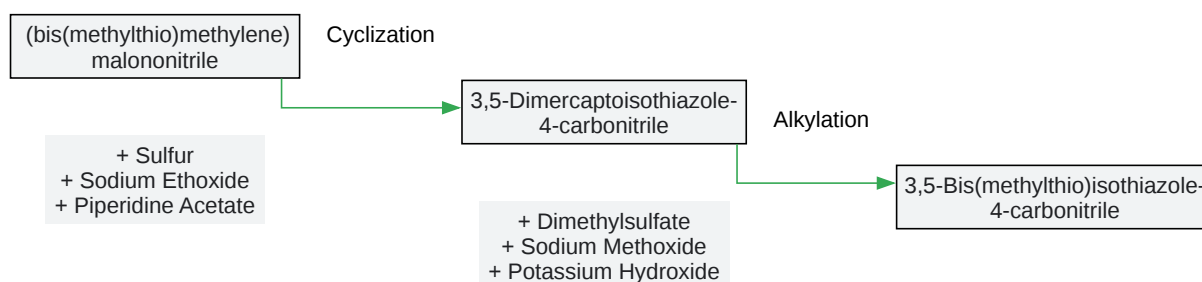 (bis(methylthio)methylene)
malononitrile
Cyclization
+ Sulfur
+ Sodium Ethoxide
+ Piperidine Acetate
3,5-Dimercaptoisothiazole-
4-carbonitrile
Alkylation
+ Dimethylsulfate
+ Sodium Methoxide
+ Potassium Hydroxide
3,5-Bis(methylthio)isothiazole-
4-carbonitrile